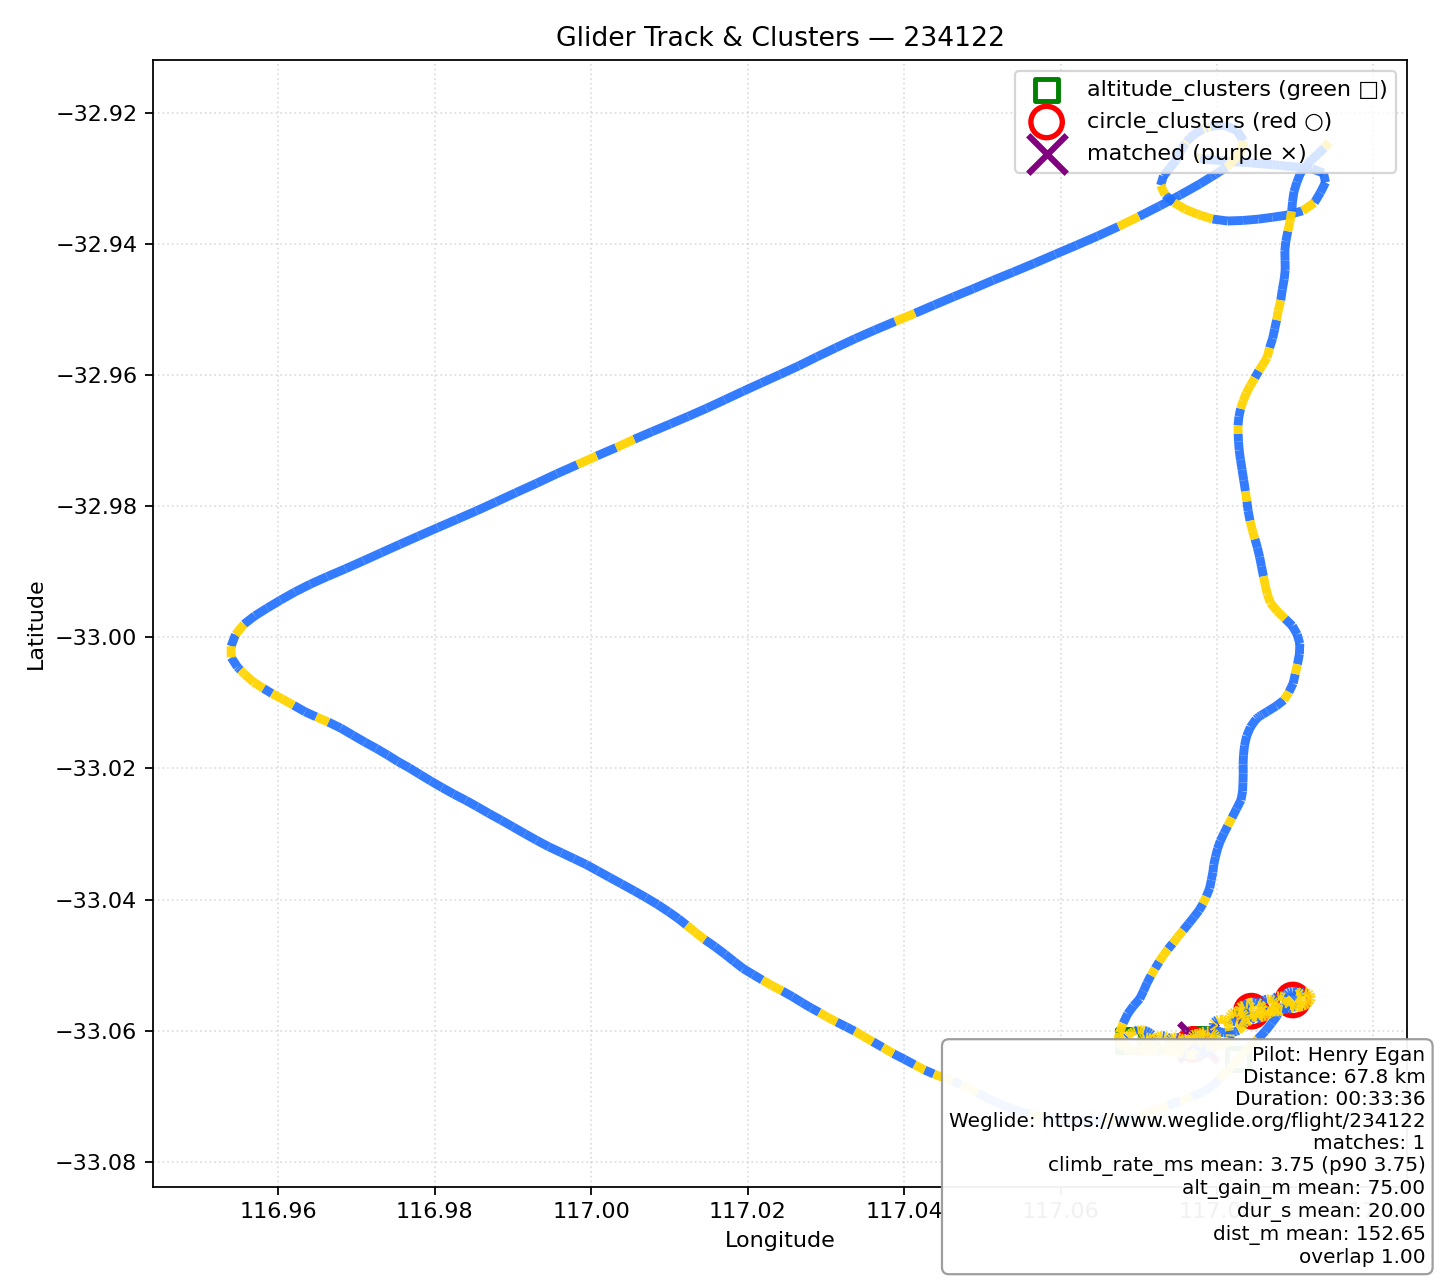 Glider Track & Clusters — 234122
altitude_clusters (green □)
circle_clusters (red ○)
matched (purple ×)
Latitude
−32.92
−32.94
−32.96
−32.98
−33.00
−33.02
−33.04
−33.06
−33.08
Pilot: Henry Egan
Distance: 67.8 km
Duration: 00:33:36
Weglide: https://www.weglide.org/flight/234122
matches: 1
climb_rate_ms mean: 3.75 (p90 3.75)
alt_gain_m mean: 75.00
dur_s mean: 20.00
dist_m mean: 152.65
overlap 1.00
116.96 116.98 117.00 117.02 117.04 117.06
Longitude